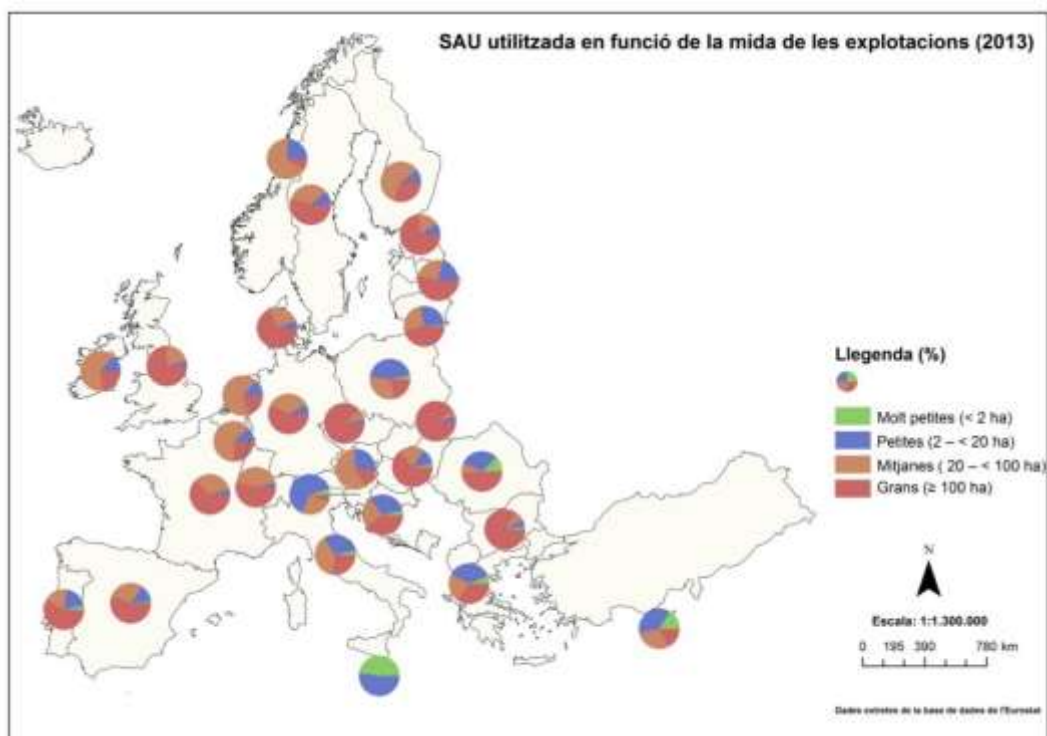 SAU utilitzada en funció de la mida de les explotacions (2013)
Llegenda (%)
Molt petites (< 2 ha)
Petites (2 – < 20 ha)
Mitjanes ( 20 – < 100 ha)
Grans (≥ 100 ha)
N
Escala: 1:1.300.000
0 195 390 780 km
Dades extretes de la base de dades de l'Eurostat